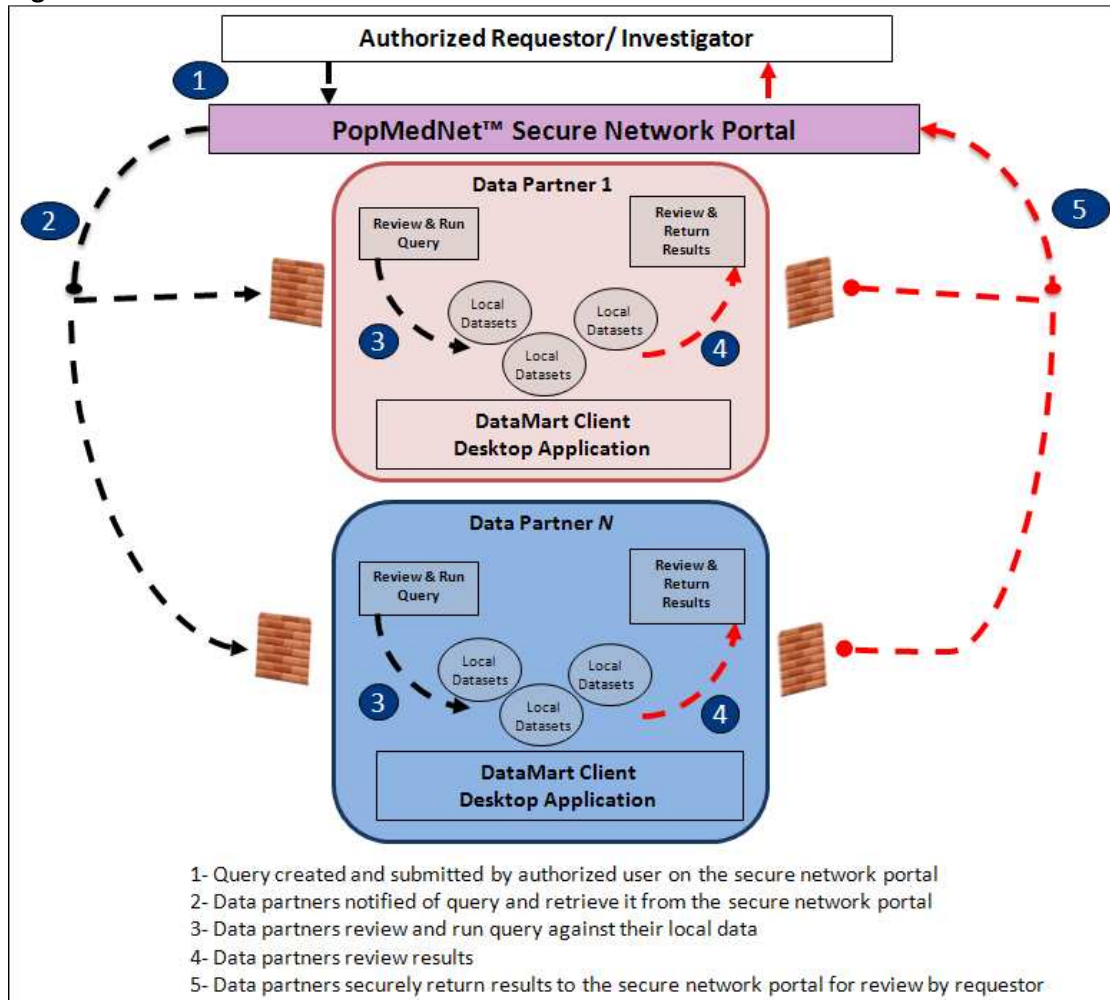 Authorized Requestor/ Investigator
1
PopMedNet™ Secure Network Portal
2
5
Data Partner 1
Review & Run
Query
Review &
Return
Results
Local
Datasets
Local
Datasets
Local
Datasets
3
4
DataMart Client
Desktop Application
Data Partner N
Review & Run
Query
Review &
Return
Results
Local
Datasets
Local
Datasets
Local
Datasets
3
4
DataMart Client
Desktop Application
1- Query created and submitted by authorized user on the secure network portal
2- Data partners notified of query and retrieve it from the secure network portal
3- Data partners review and run query against their local data
4- Data partners review results
5- Data partners securely return results to the secure network portal for review by requestor